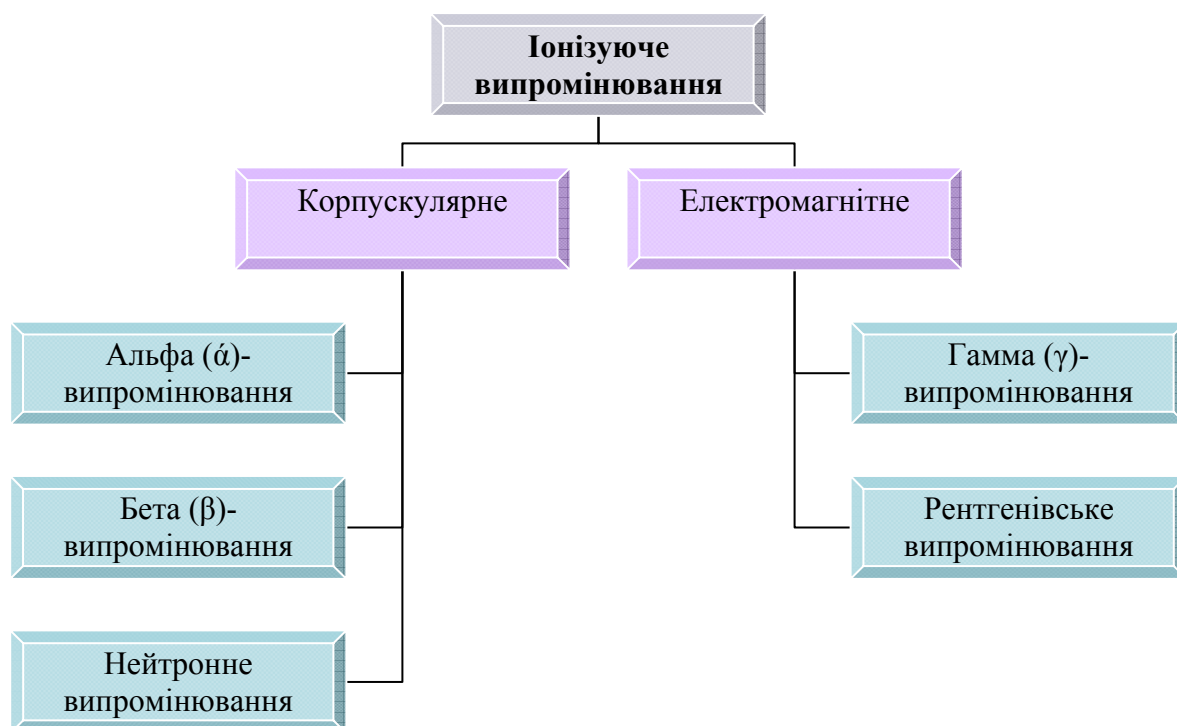 Іонізуюче
випромінювання
Корпускулярне
Електромагнітне
Альфа (ά)-
випромінювання
Гамма (γ)-
випромінювання
Бета (β)-
випромінювання
Рентгенівське
випромінювання
Нейтронне
випромінювання